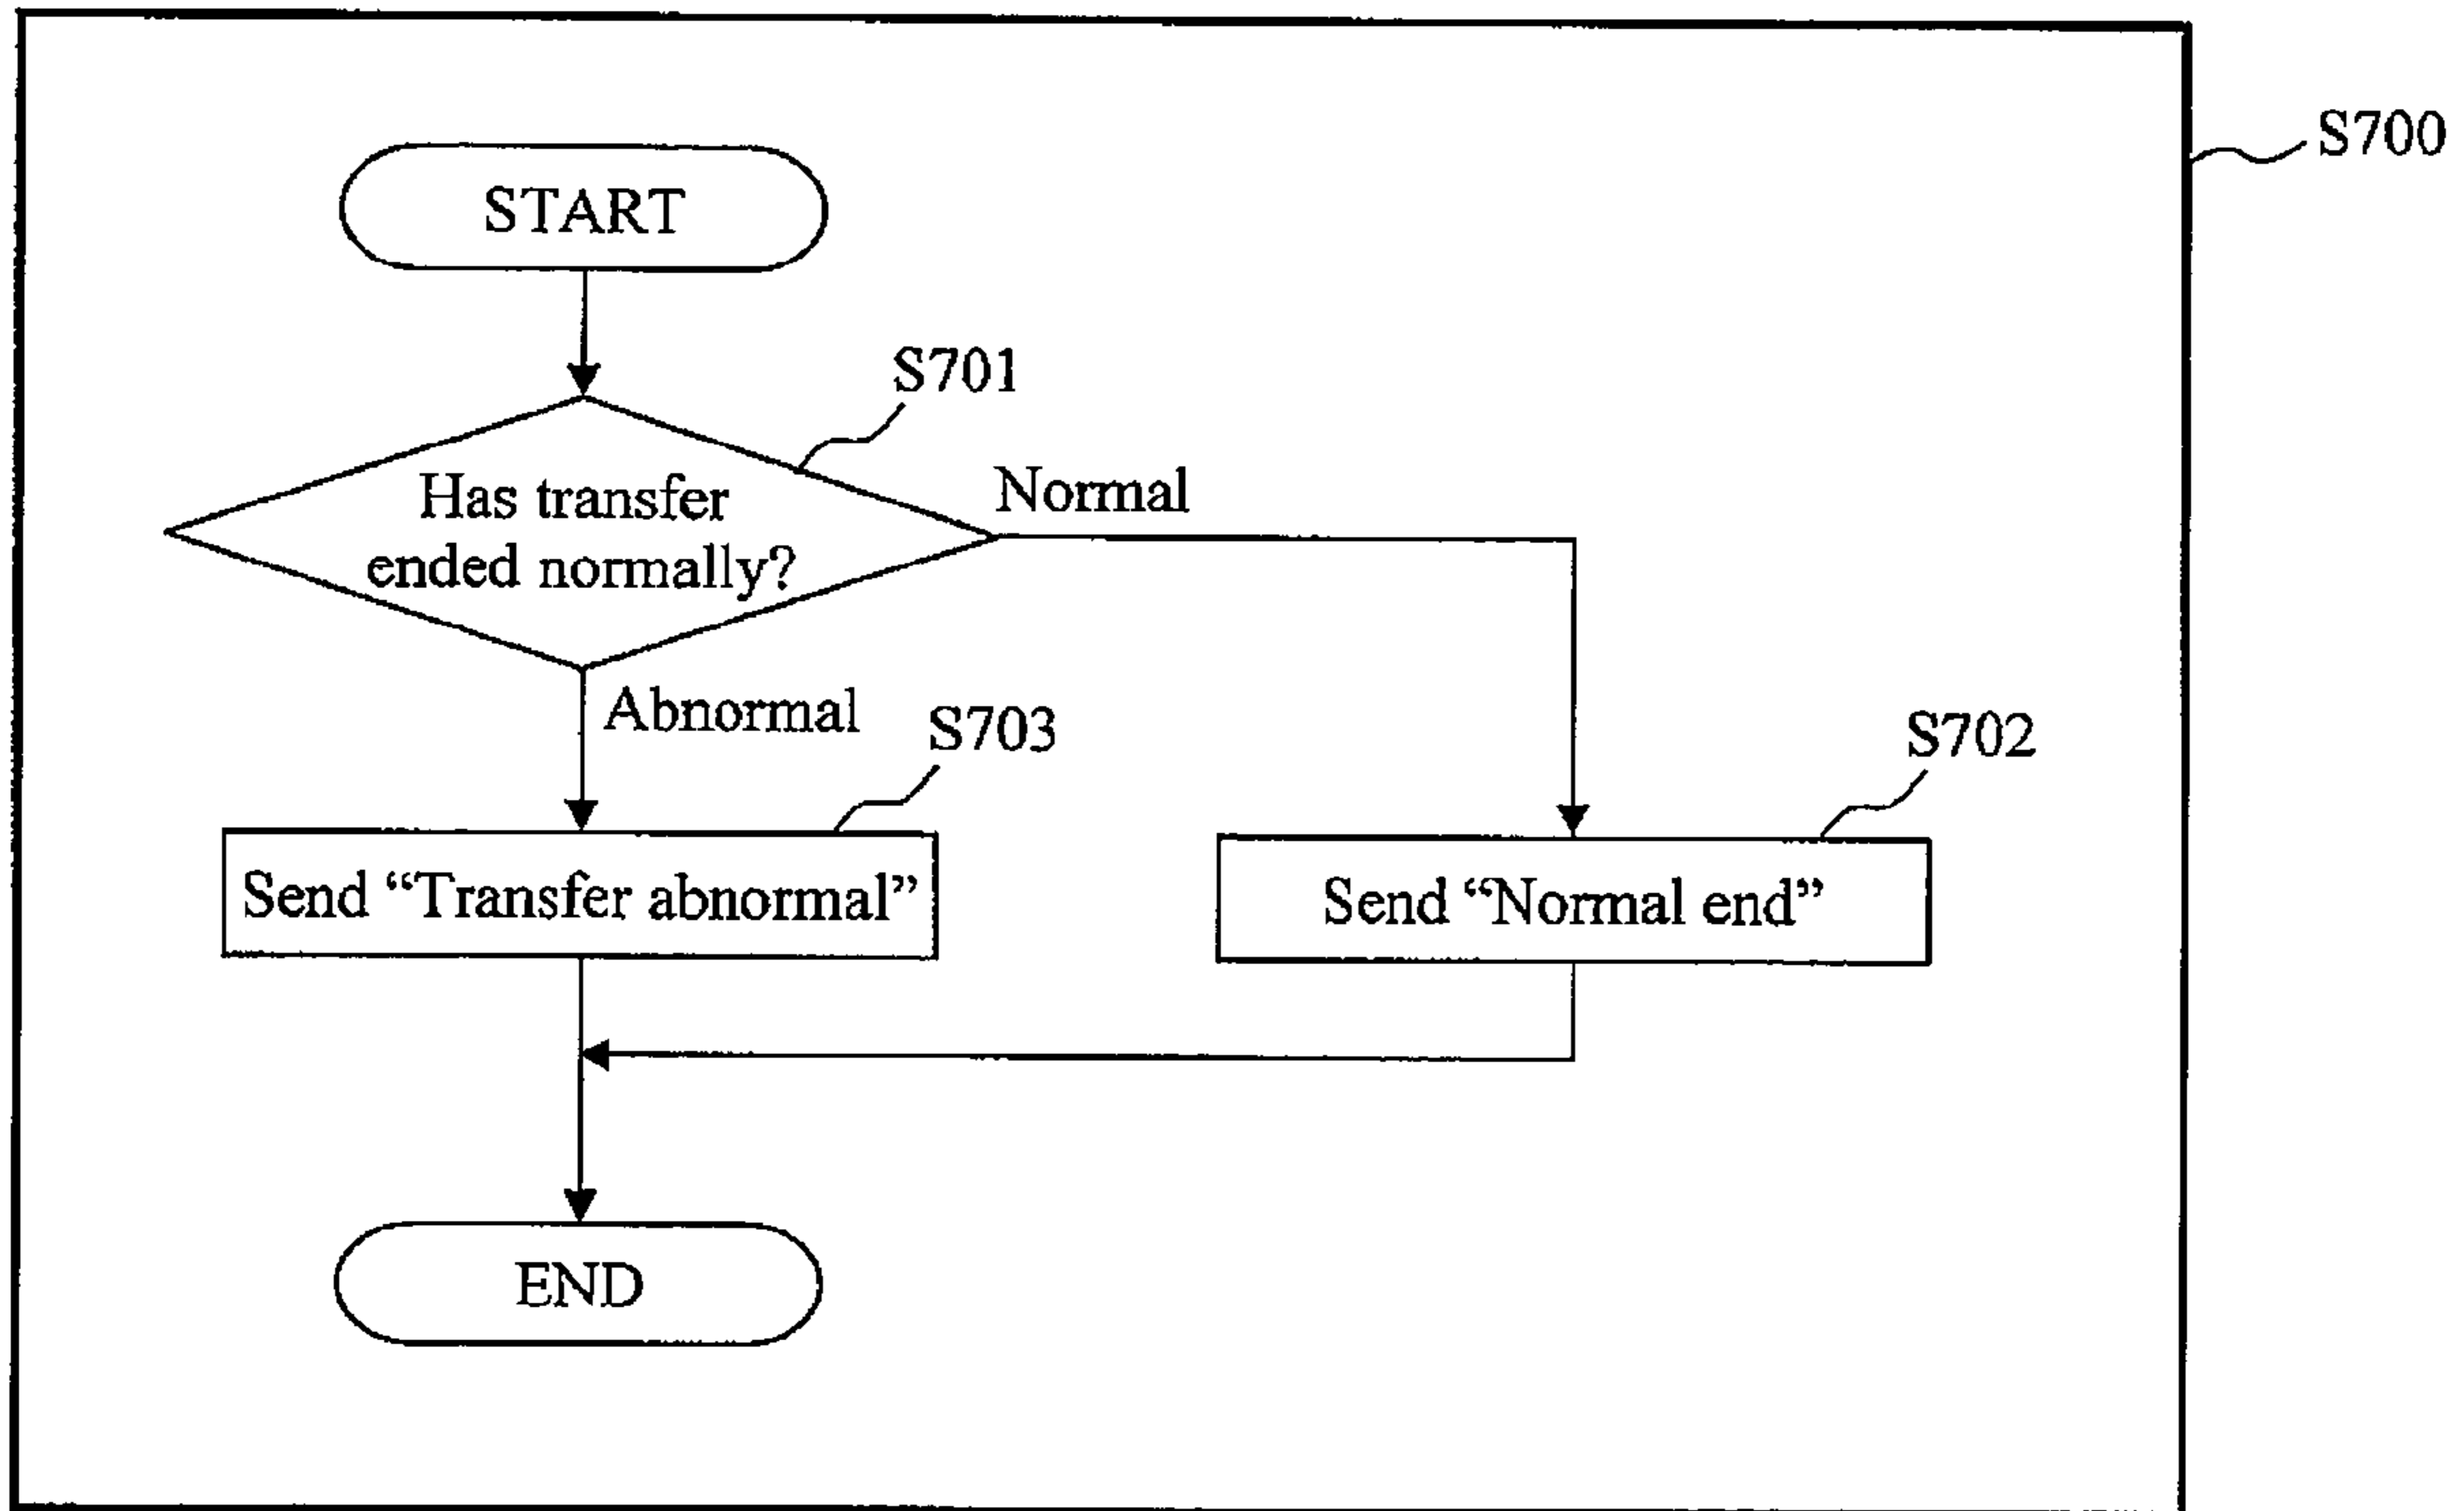 S700
START
S701
Has transfer
ended normally?
Normal
Abnormal
S703
S702
Send “Transfer abnormal”
Send “Normal end”
END